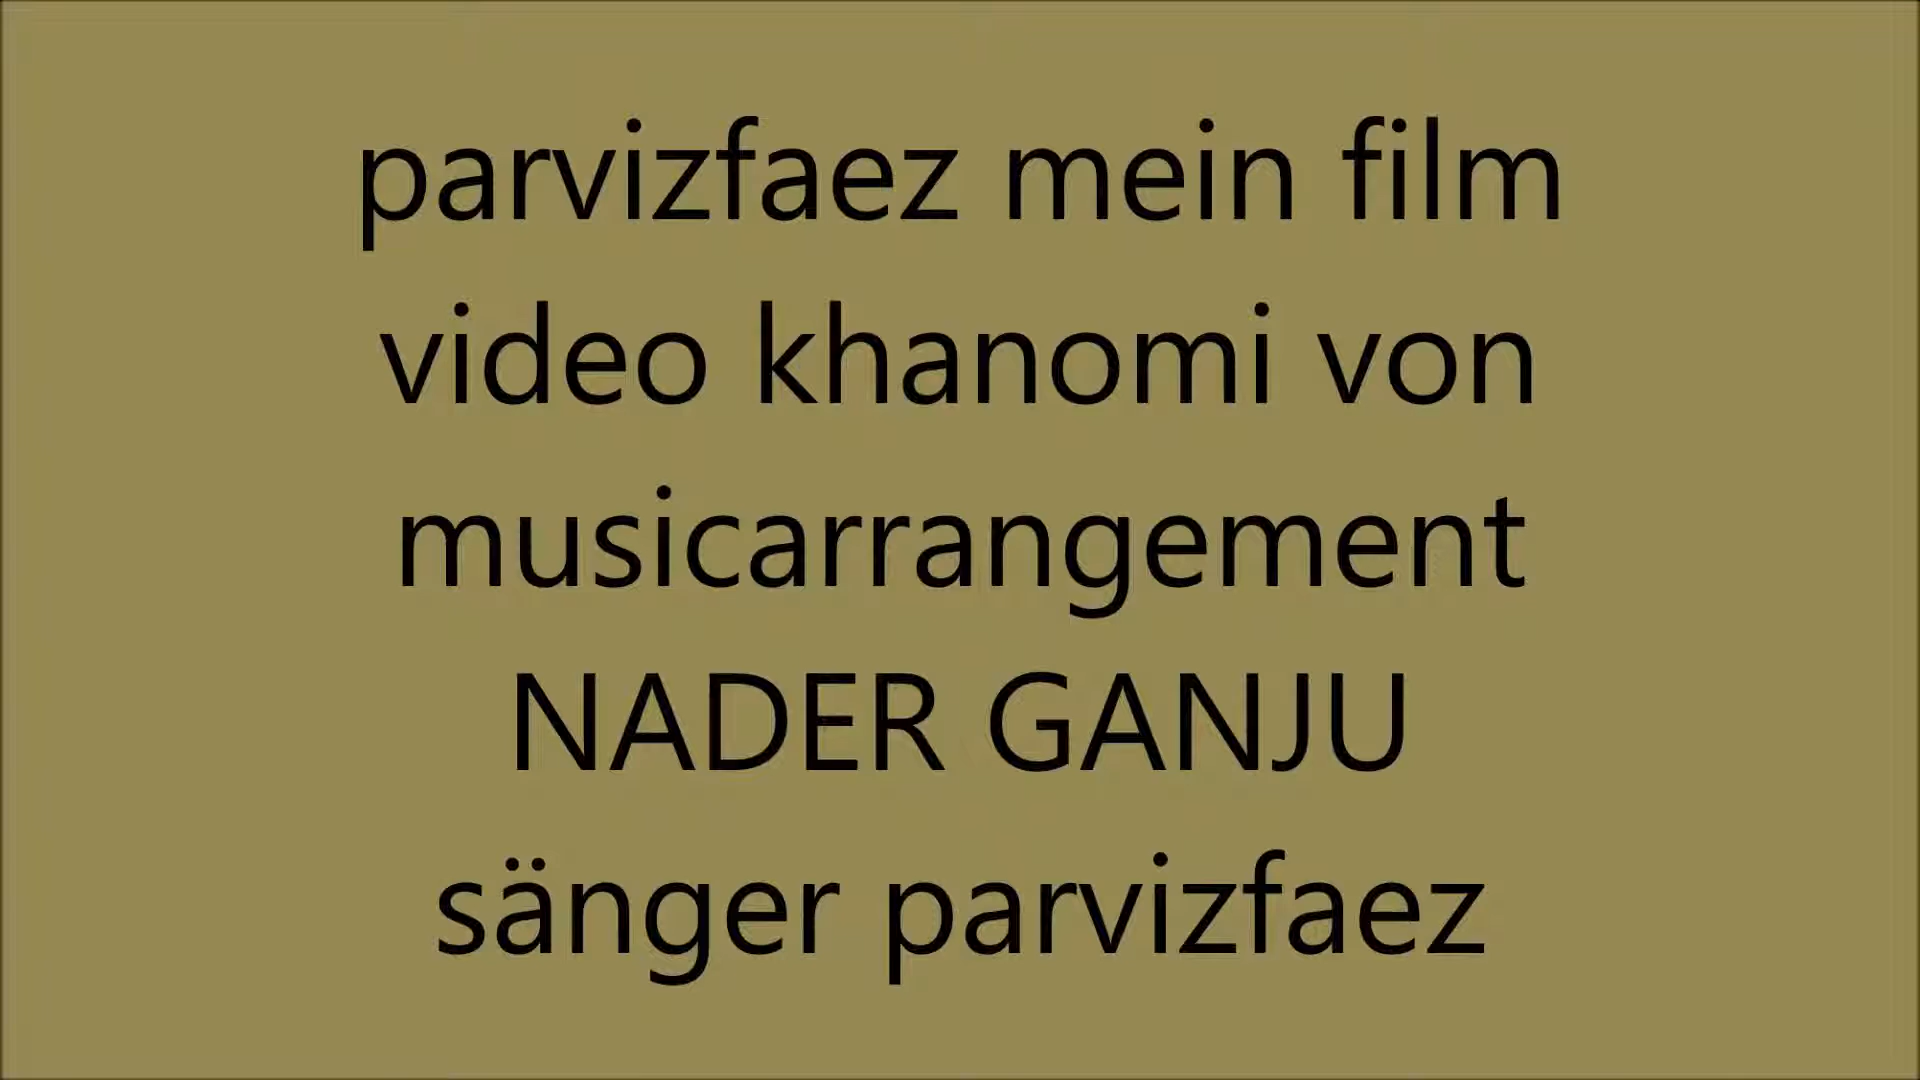 parvizfaez mein film
video khanomi von
musicarrangement
NADER GANJU
sänger parvizfaez